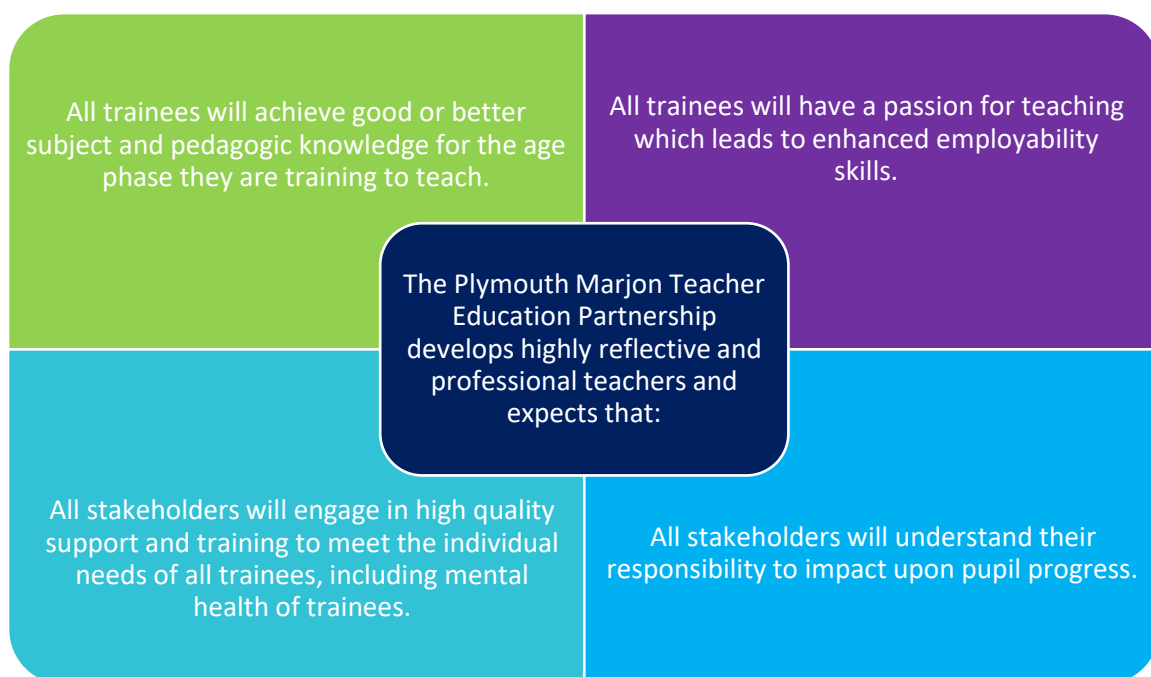 All trainees will achieve good or better
subject and pedagogic knowledge for the age
phase they are training to teach.
All trainees will have a passion for teaching
which leads to enhanced employability
skills.
The Plymouth Marjon Teacher
Education Partnership
develops highly reflective and
professional teachers and
expects that:
All stakeholders will engage in high quality
support and training to meet the individual
needs of all trainees, including mental
health of trainees.
All stakeholders will understand their
responsibility to impact upon pupil progress.